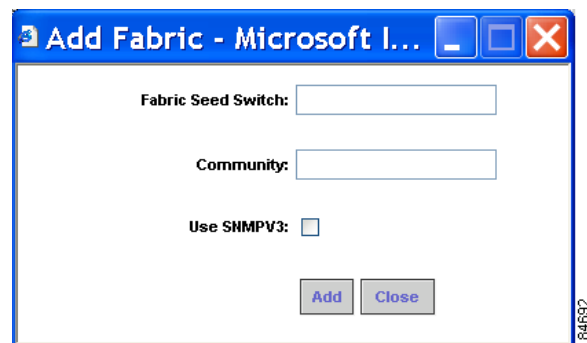 Add Fabric - Microsoft I...
Fabric Seed Switch:
Community:
Use SNMPV3:
Add Close
84692